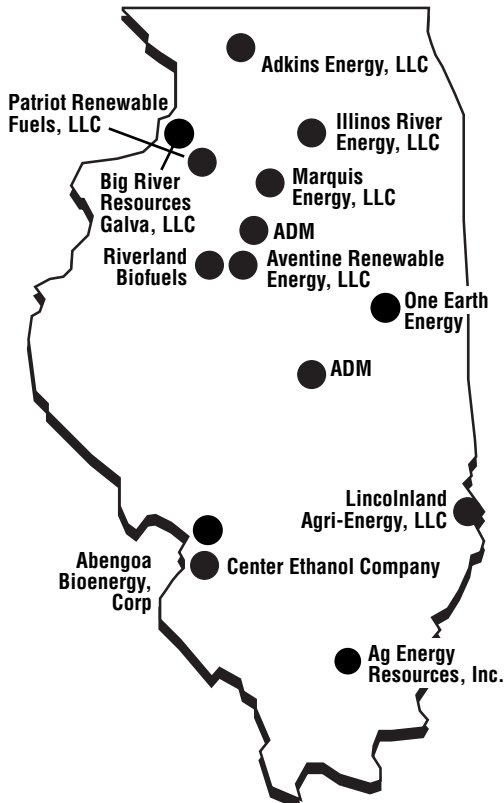 Adkins Energy, LLC
Patriot Renewable
Fuels, LLC
Illinos River
Energy, LLC
Big River
Resources
Galva, LLC
Marquis
Energy, LLC
ADM
Riverland
Biofuels
Aventine Renewable
Energy, LLC
One Earth
Energy
ADM
Lincolnland
Agri-Energy, LLC
Abengoa
Bioenergy,
Corp
Center Ethanol Company
Ag Energy
Resources, Inc.